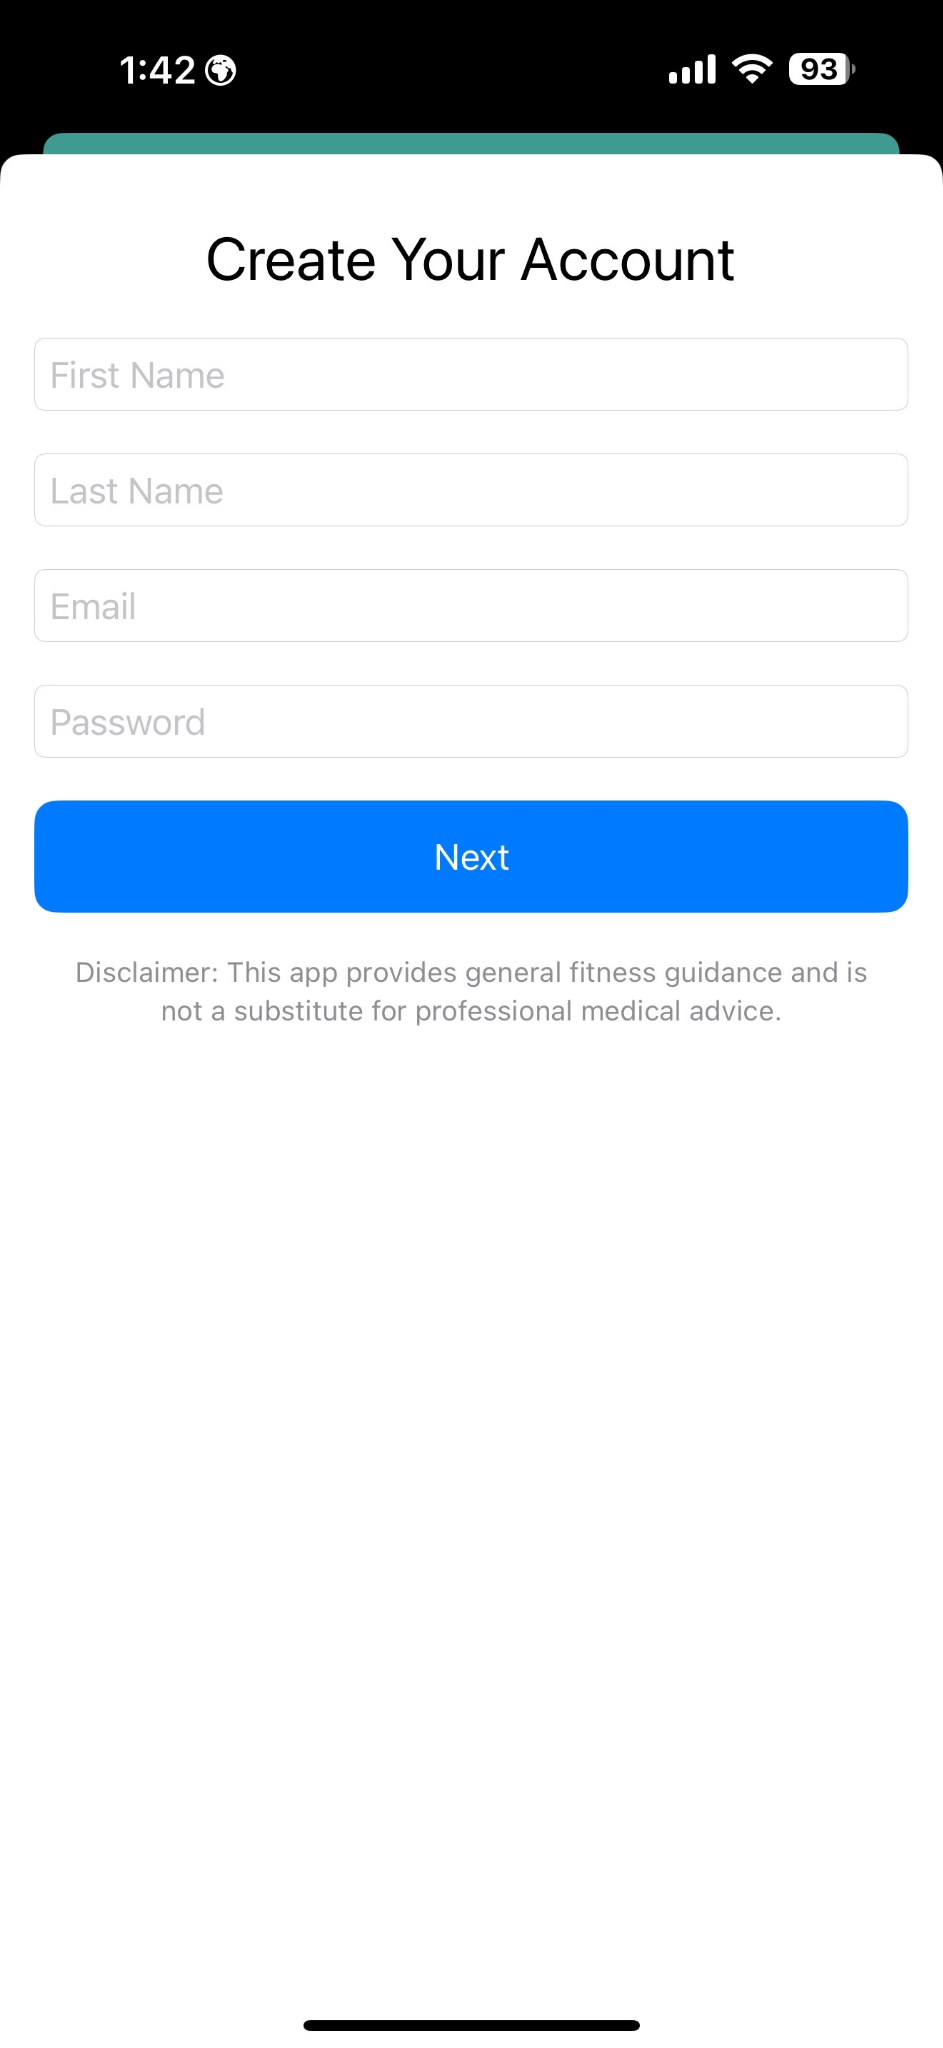 1:42
93
Create Your Account
First Name
Last Name
Email
Password
Next
Disclaimer: This app provides general fitness guidance and is
not a substitute for professional medical advice.